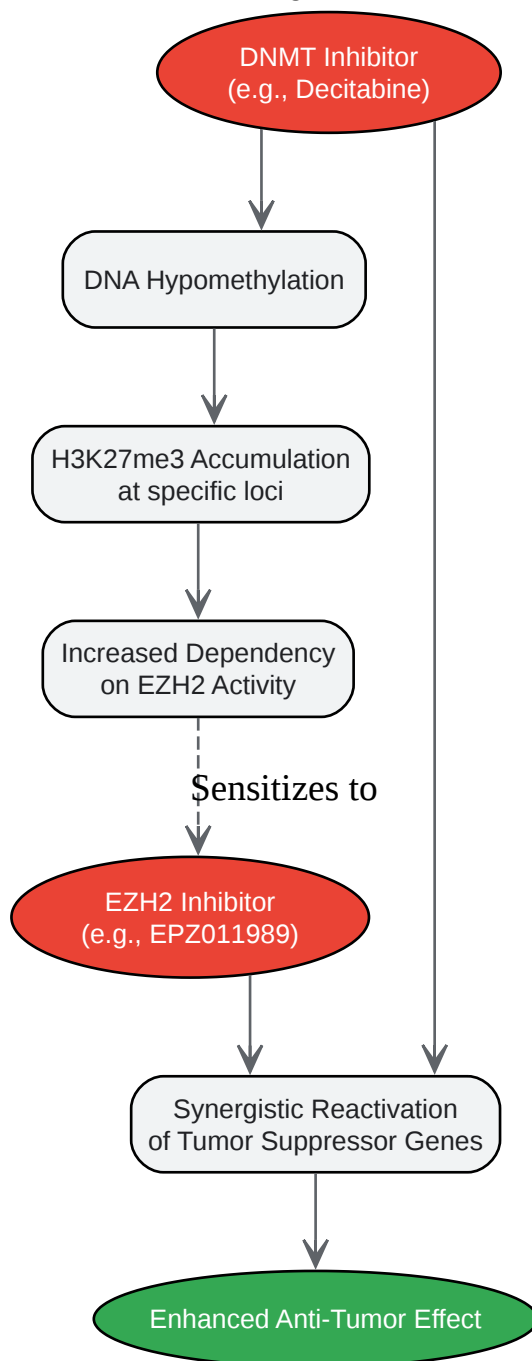 DNMT Inhibitor
(e.g., Decitabine)
DNA Hypomethylation
H3K27me3 Accumulation
at specific loci
Increased Dependency
on EZH2 Activity
Sensitizes to
EZH2 Inhibitor
(e.g., EPZ011989)
Synergistic Reactivation
of Tumor Suppressor Genes
Enhanced Anti-Tumor Effect